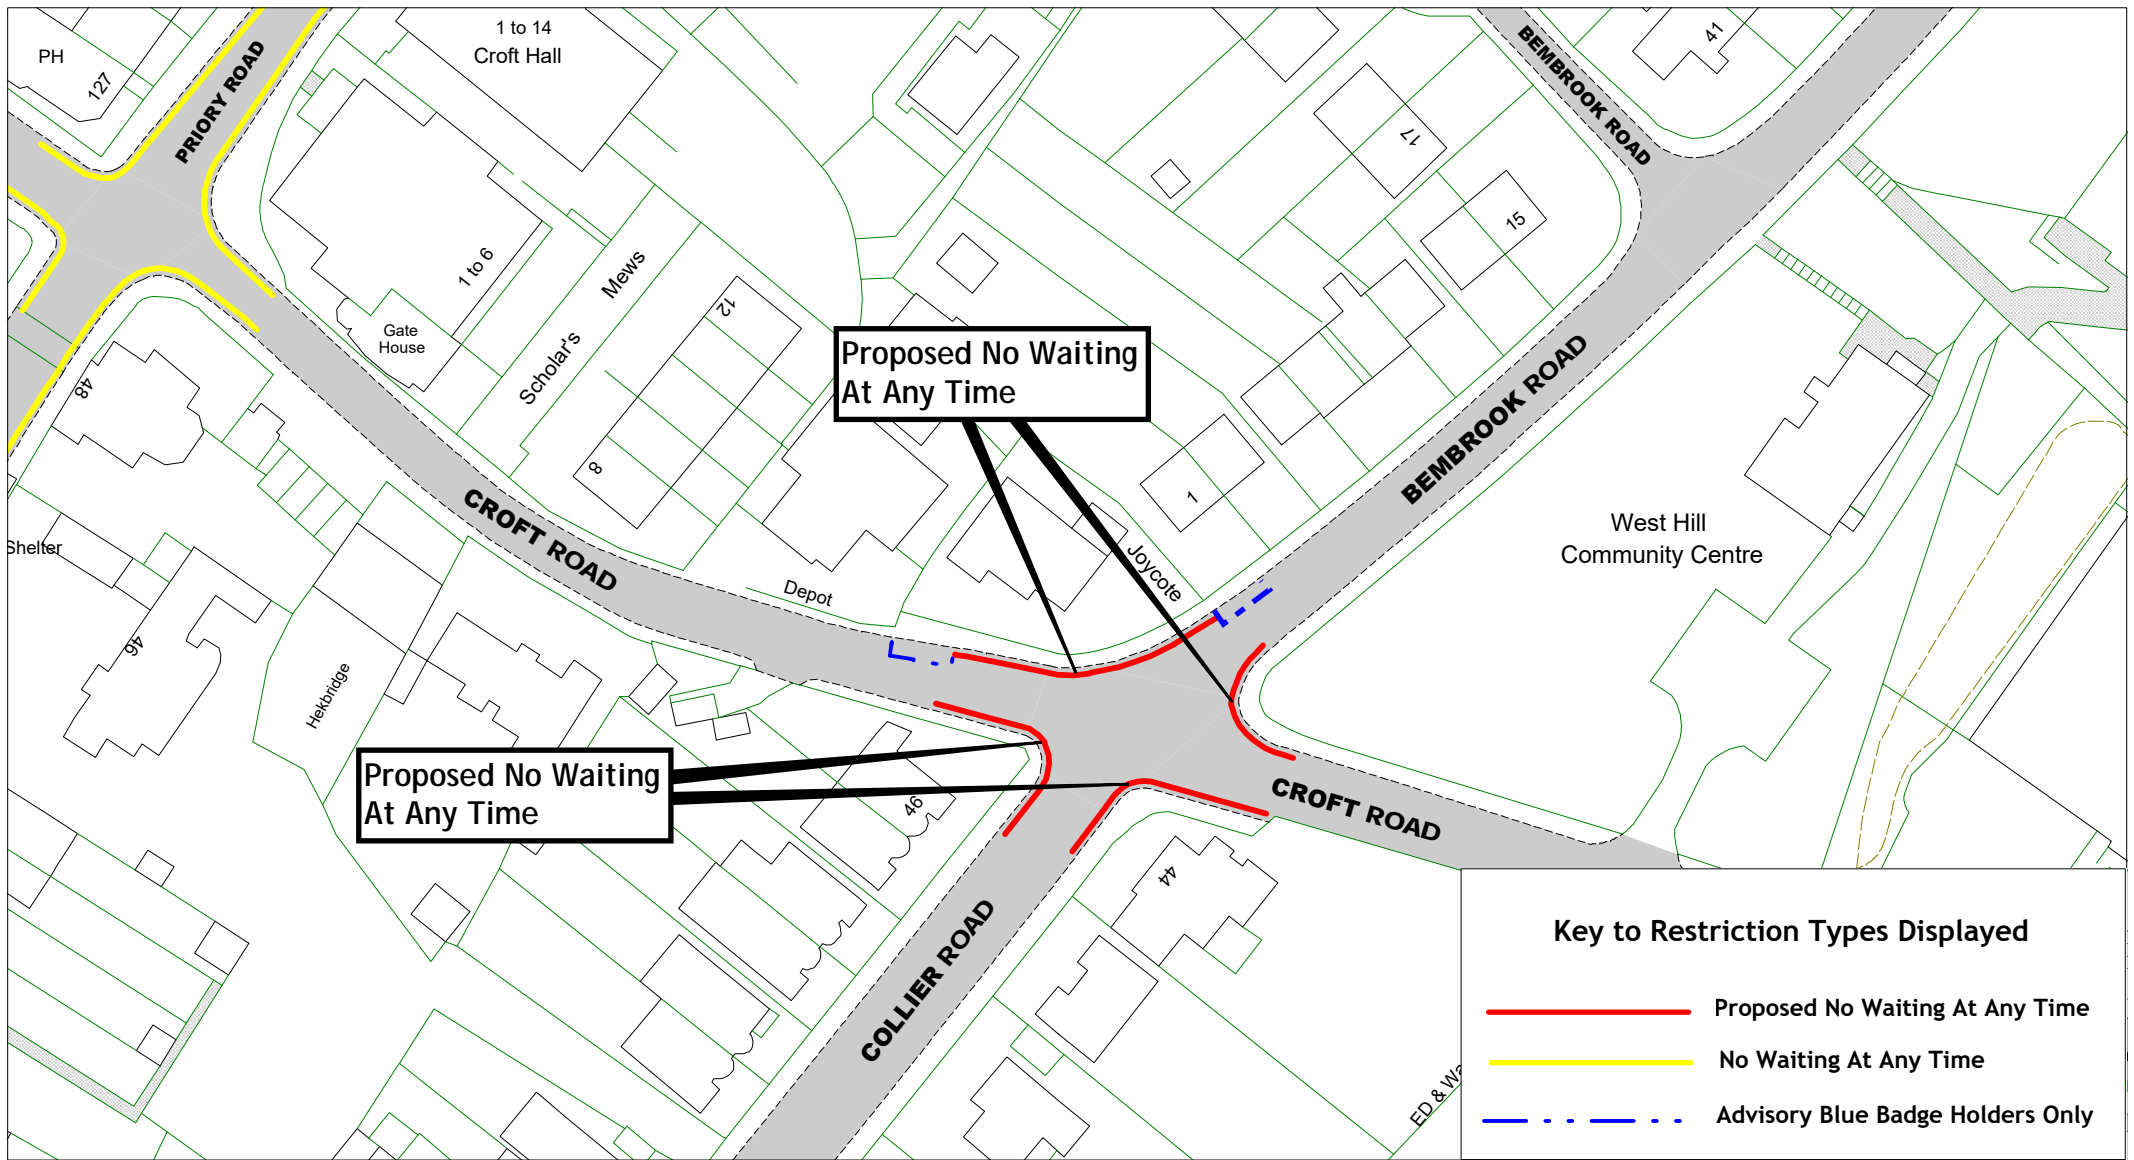 PH
127
PRIORY ROAD
1 to 14
Croft Hall
BEMBROOK ROAD
41
17
15
1 to 6
Scholar's Mews
12
Gate
House
48
8
Proposed No Waiting
At Any Time
BEMBROOK ROAD
1
Joycote
West Hill
Community Centre
Shelter
CROFT ROAD
Depot
46
Hekbridge
Proposed No Waiting
At Any Time
46
CROFT ROAD
44
COLLIER ROAD
ED & Wa
Key to Restriction Types Displayed
Proposed No Waiting At Any Time
No Waiting At Any Time
Advisory Blue Badge Holders Only